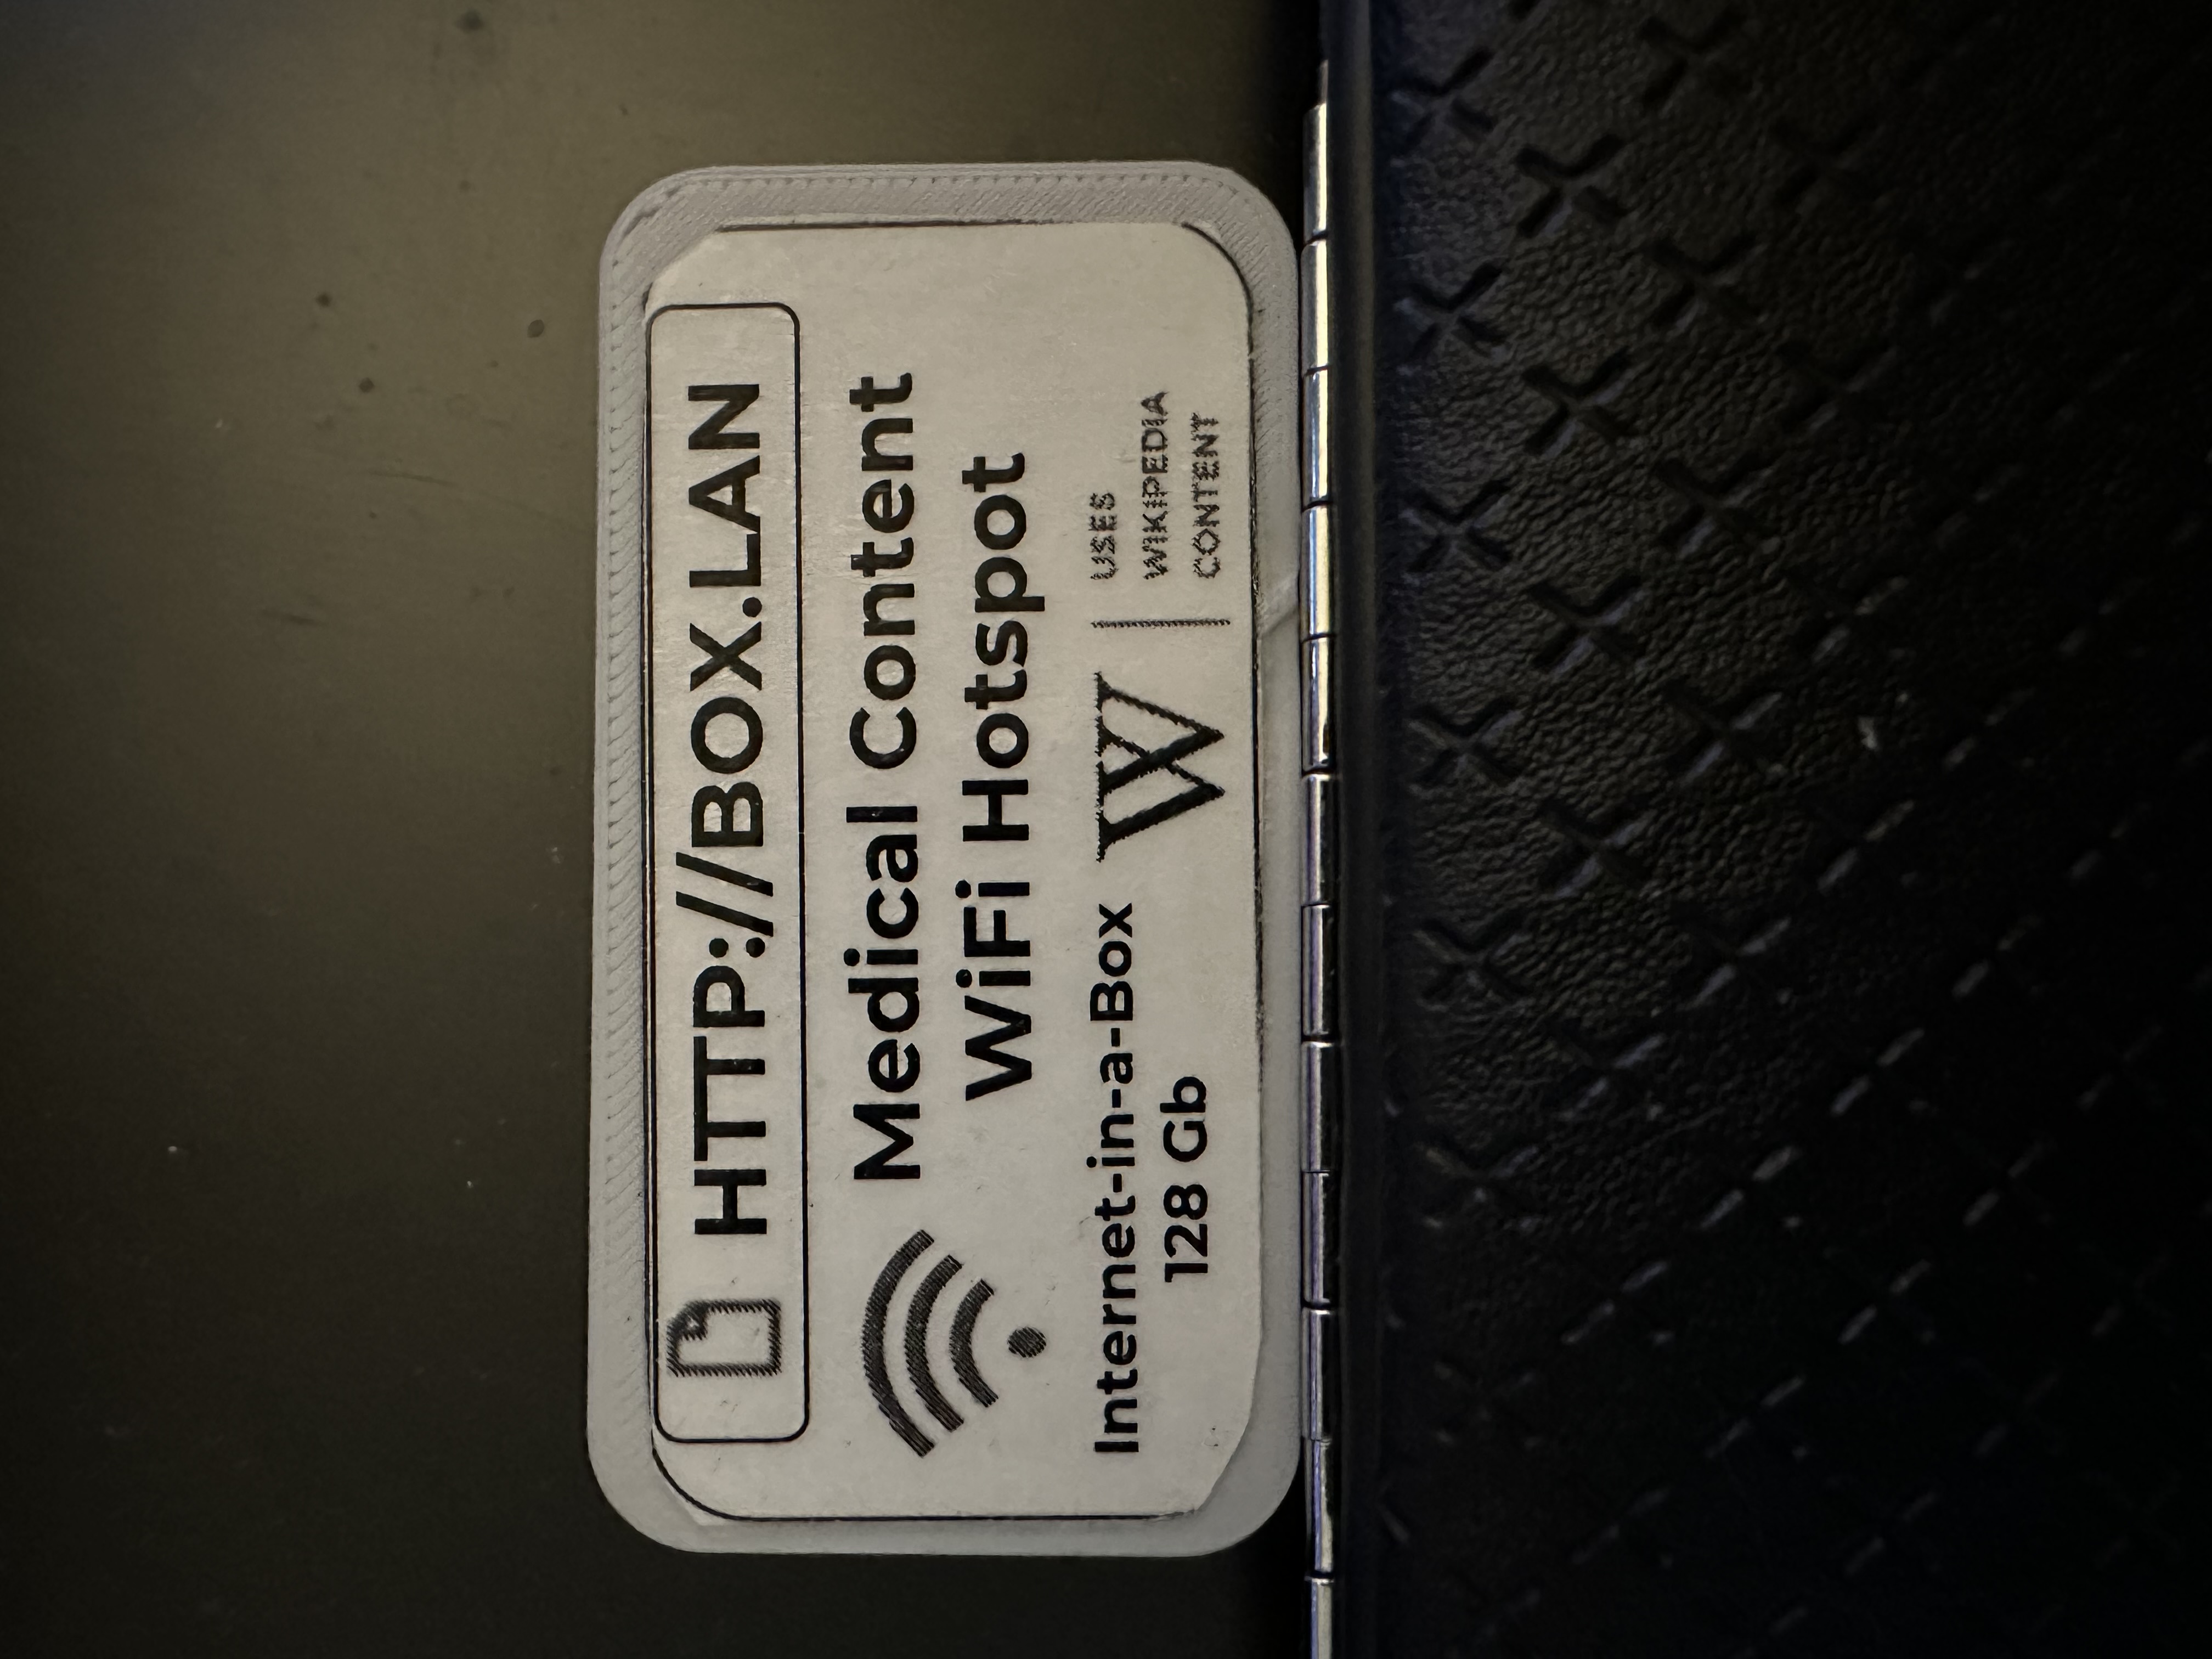 HTTP://BOX.LAN
Medical Content
WiFi Hotspot
Internet-in-a-Box
128 Gb
W
USES
WIKIPEDIA
CONTENT